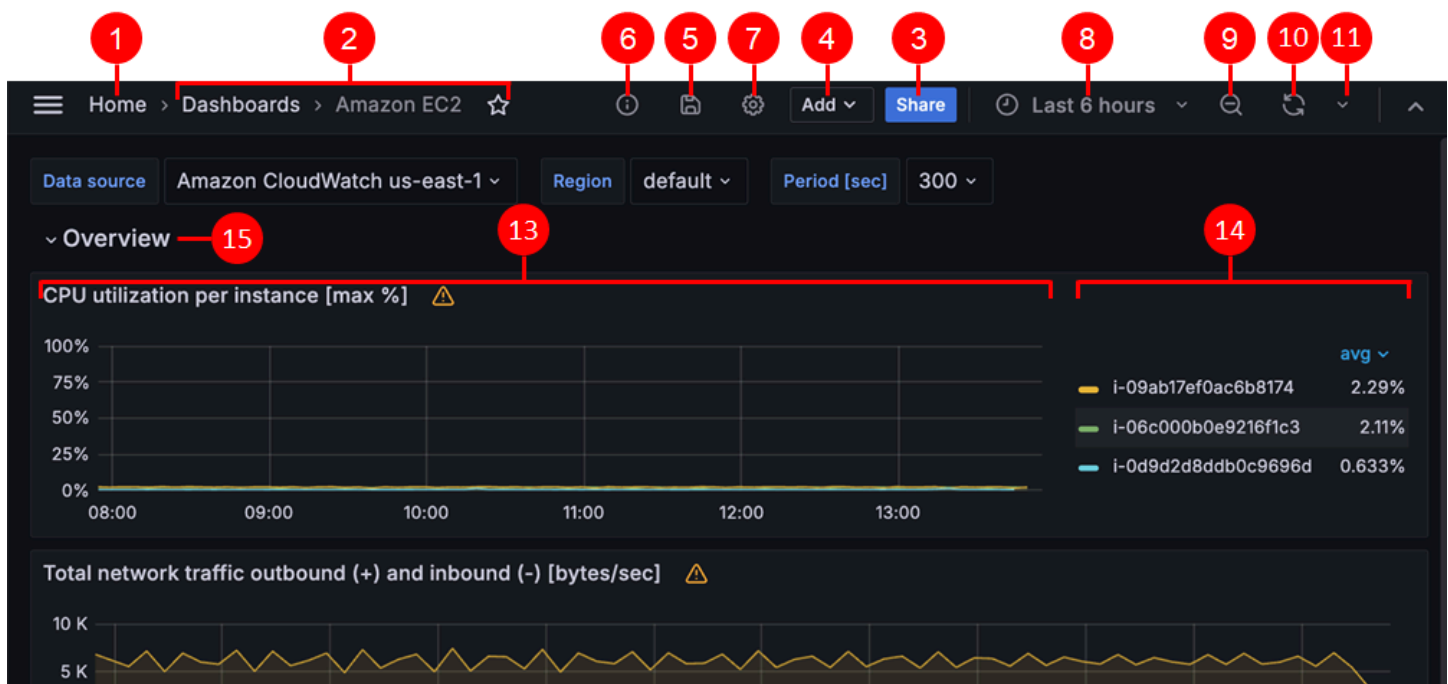 1 2 6 5 7 4 3 8 9 10 11
Home > Dashboards > Amazon EC2 Add Share Last 6 hours
Data source Amazon CloudWatch us-east-1 Region default Period [sec] 300
Overview 15 13 14
CPU utilization per instance [max %]
100%
75%
50%
25%
0%
08:00 09:00 10:00 11:00 12:00 13:00
avg
i-09ab17ef0ac6b8174 2.29%
i-06c000b0e9216f1c3 2.11%
i-0d9d2d8ddb0c9696d 0.633%
Total network traffic outbound (+) and inbound (-) [bytes/sec]
10 K
5 K